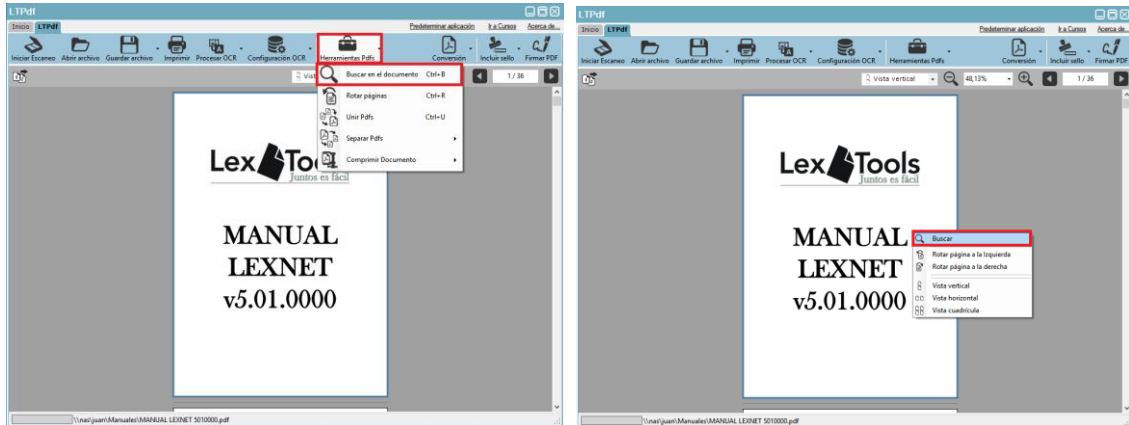 LTPdf
Inicio LTPdf
Predeterminar aplicación Ir a Cursos Acerca de...
Iniciar Escaneo Abrir archivo Guardar archivo Imprimir Procesar OCR Configuración OCR Herramientas Pdfs Conversión Incluir sello Firmar PDF
Vist
1 / 36
Buscar en el documento Ctrl+B
Rotar páginas Ctrl+R
Unir Pdfs Ctrl+U
Separar Pdfs
Comprimir Documento
Lex To
Juntos es fácil
MANUAL
LEXNET
v5.01.0000
\\nas\juan\Manuales\MANUAL LEXNET 5010000.pdf
LTPdf
Inicio LTPdf
Predeterminar aplicación Ir a Cursos Acerca de...
Iniciar Escaneo Abrir archivo Guardar archivo Imprimir Procesar OCR Configuración OCR Herramientas Pdfs Conversión Incluir sello Firmar PDF
Vista vertical 48,13% 1 / 36
Lex Tools
Juntos es fácil
MANUAL
LEXNET
v5.01.0000
Buscar
Rotar página a la Izquierda
Rotar página a la derecha
Vista vertical
Vista horizontal
Vista cuadrícula
\\nas\juan\Manuales\MANUAL LEXNET 5010000.pdf